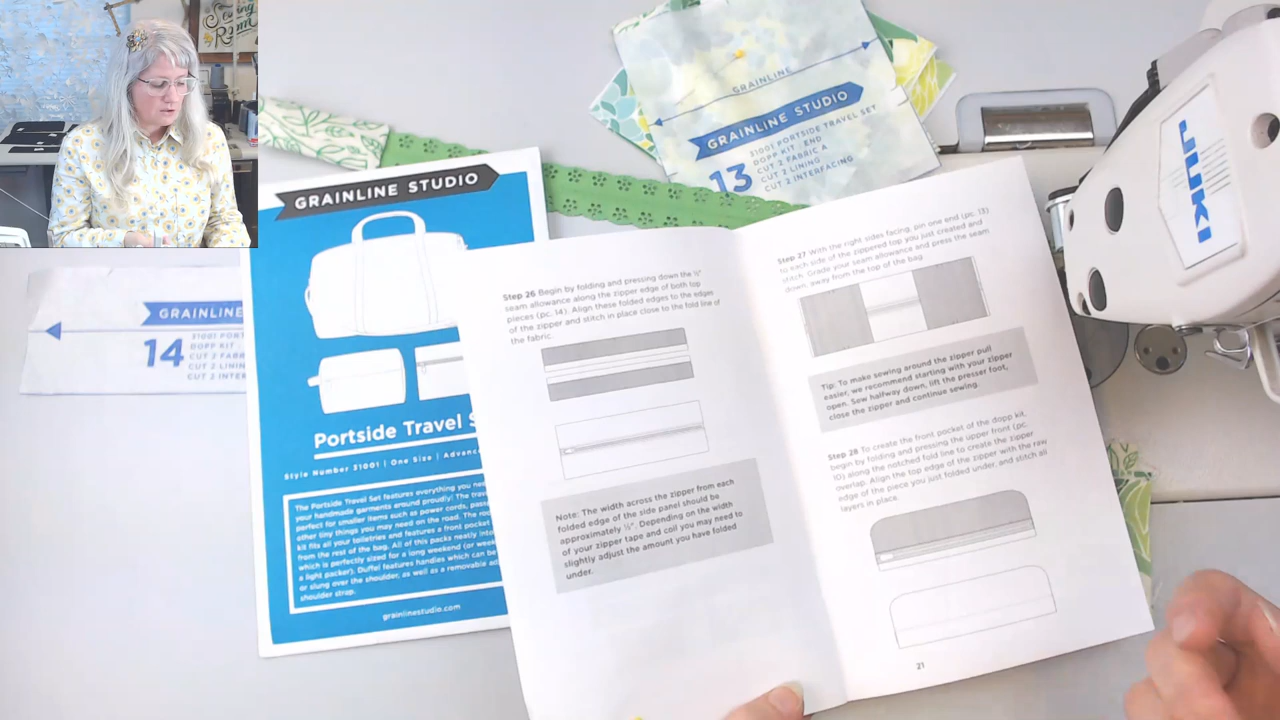 Sewing
Room
GRAINLINE
GRAINLINE STUDIO
31001 PORTSIDE TRAVEL SET
13 DOPP KIT END
CUT 2 FABRIC A
CUT 2 LINING
CUT 2 INTERFACING
JUKI
GRAINLINE
31001 PORT
14 DOPP KIT
CUT 2 FABR
CUT 2 LININ
CUT 2 INTER
GRAINLINE STUDIO
Portside Travel S
Style Number 31001 | One Size | Advanc
The Portside Travel Set features everything you nee
your handmade garments around proudly! The trav
perfect for smaller items such as power cords, pass
other tiny things you may need on the road. The
kit fits all your toiletries and features a front pocket
from the rest of the bag. All of this packs neatly into
which is perfectly sized for a long weekend (or week
a light packer). Duffel features handles which can be
or slung over the shoulder, as well as a removable ad
shoulder strap.
grainlinestudio.com
Step 26 Begin by folding and pressing down the ½"
seam allowance along the zipper edge of both top
pieces (pc. 14). Align these folded edges to the edges
of the zipper and stitch in place close to the fold line of
the fabric.
Note: The width across the zipper from each
folded edge of the side panel should be
approximately ½". Depending on the width
of your zipper tape and coil you may need to
slightly adjust the amount you have folded
under.
Step 27 With the right sides facing, pin one end (pc. 13)
to each side of the zippered top you just created and
stitch. Grade your seam allowance and press the seam
down, away from the top of the bag.
Tip: To make sewing around the zipper pull
easier, we recommend starting with your zipper
open. Sew halfway down, lift the presser foot,
close the zipper and continue sewing.
Step 28 To create the front pocket of the dopp kit,
begin by folding and pressing the upper front (pc.
10) along the notched fold line to create the zipper
overlap. Align the top edge of the zipper with the raw
edge of the piece you just folded under, and stitch all
layers in place.
21